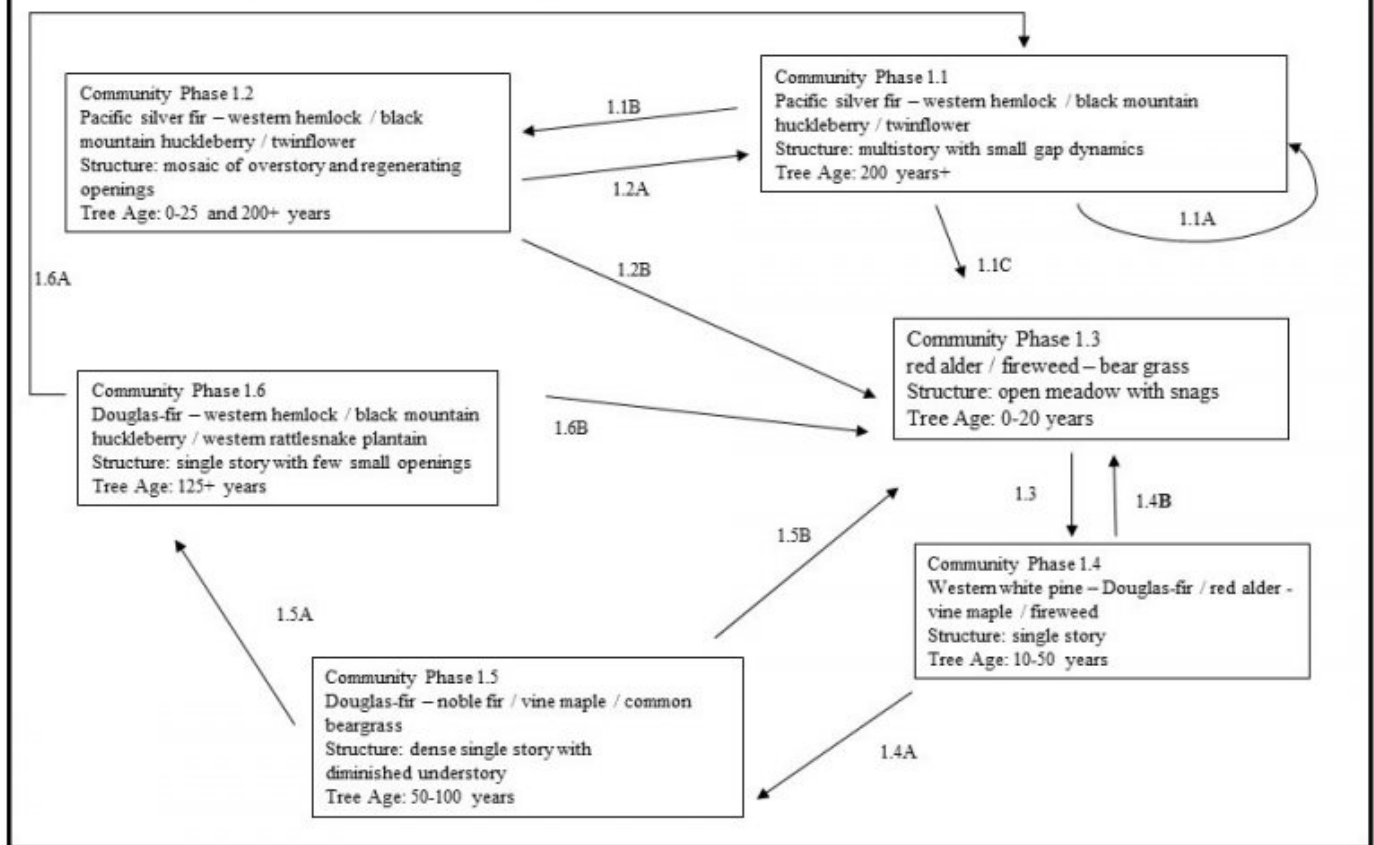 Community Phase 1.2
Pacific silver fir – western hemlock / black
mountain huckleberry / twinflower
Structure: mosaic of overstory and regenerating
openings
Tree Age: 0-25 and 200+ years
1.1B
1.2A
Community Phase 1.1
Pacific silver fir – western hemlock / black mountain
huckleberry / twinflower
Structure: multistory with small gap dynamics
Tree Age: 200 years+
1.1A
1.6A
1.2B
1.1C
Community Phase 1.3
red alder / fireweed – bear grass
Structure: open meadow with snags
Tree Age: 0-20 years
Community Phase 1.6
Douglas-fir – western hemlock / black mountain
huckleberry / western rattlesnake plantain
Structure: single story with few small openings
Tree Age: 125+ years
1.6B
1.3
1.4B
1.5B
Community Phase 1.4
Western white pine – Douglas-fir / red alder -
vine maple / fireweed
Structure: single story
Tree Age: 10-50 years
1.5A
Community Phase 1.5
Douglas-fir – noble fir / vine maple / common
beargrass
Structure: dense single story with
diminished understory
Tree Age: 50-100 years
1.4A